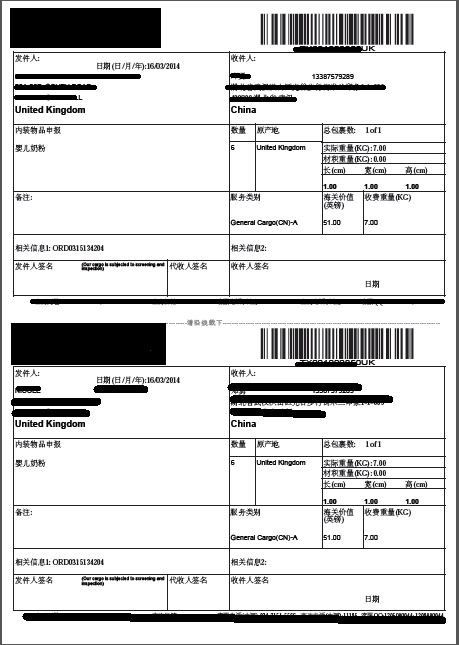 发件人:
日期 (日/月/年):16/03/2014
收件人:
13387579289
United Kingdom
China
内装物品申报
数量
原产地
总包裹数: 1 of 1
婴儿奶粉
6
United Kingdom
实际重量(KG):7.00
材积重量(KG):0.00
长(cm) 宽(cm) 高(cm)
1.00 1.00 1.00
备注:
服务类别
海关价值(英镑)
收费重量(KG)
General Cargo(CN)-A
51.00
7.00
相关信息1: ORD0315134204
相关信息2:
发件人签名
(Our cargo is subjected to screening and inspection)
代收人签名
收件人签名
日期
请沿线裁下
发件人:
日期 (日/月/年):16/03/2014
收件人:
United Kingdom
China
内装物品申报
数量
原产地
总包裹数: 1 of 1
婴儿奶粉
6
United Kingdom
实际重量(KG):7.00
材积重量(KG):0.00
长(cm) 宽(cm) 高(cm)
1.00 1.00 1.00
备注:
服务类别
海关价值(英镑)
收费重量(KG)
General Cargo(CN)-A
51.00
7.00
相关信息1: ORD0315134204
相关信息2:
发件人签名
(Our cargo is subjected to screening and inspection)
代收人签名
收件人签名
日期